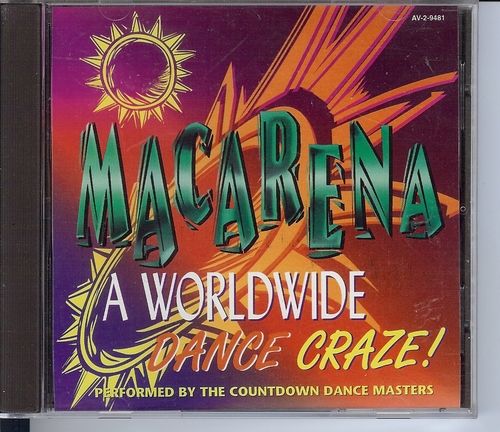 AV-2-9481
MACARENA
A WORLDWIDE
DANCE CRAZE!
PERFORMED BY THE COUNTDOWN DANCE MASTERS